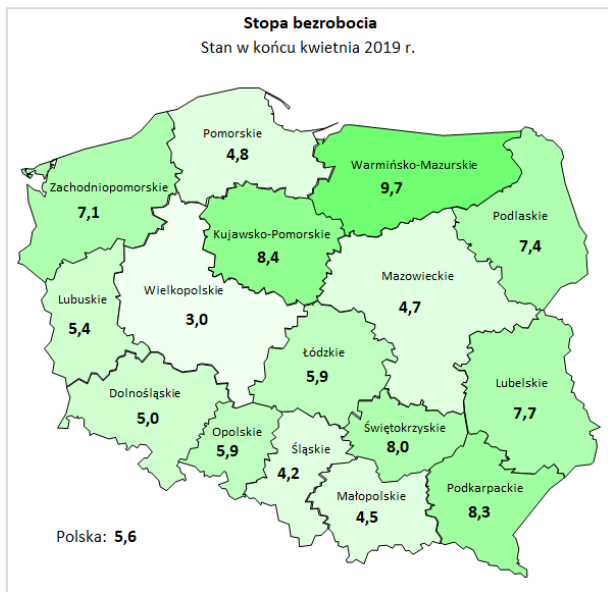 Stopa bezrobocia
Stan w końcu kwietnia 2019 r.
Pomorskie
4,8
Warmińsko-Mazurskie
9,7
Zachodniopomorskie
7,1
Podlaskie
7,4
Kujawsko-Pomorskie
8,4
Mazowieckie
4,7
Wielkopolskie
3,0
Lubuskie
5,4
Łódzkie
5,9
Lubelskie
7,7
Dolnośląskie
5,0
Opolskie
5,9
Świętokrzyskie
8,0
Śląskie
4,2
Małopolskie
4,5
Podkarpackie
8,3
Polska: 5,6